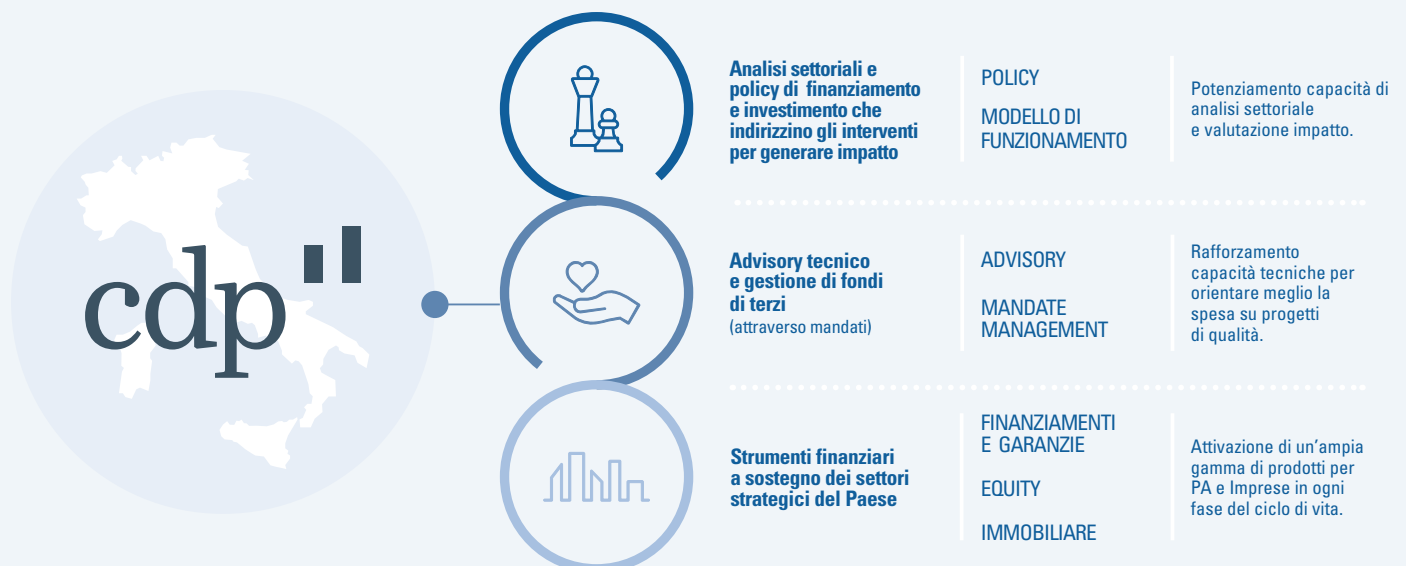 cdp
Analisi settoriali e
policy di finanziamento
e investimento che
indirizzino gli interventi
per generare impatto
POLICY
MODELLO DI
FUNZIONAMENTO
Potenziamento capacità di
analisi settoriale
e valutazione impatto.
Advisory tecnico
e gestione di fondi
di terzi
(attraverso mandati)
ADVISORY
MANDATE
MANAGEMENT
Rafforzamento
capacità tecniche per
orientare meglio la
spesa su progetti
di qualità.
Strumenti finanziari
a sostegno dei settori
strategici del Paese
FINANZIAMENTI
E GARANZIE
EQUITY
IMMOBILIARE
Attivazione di un’ampia
gamma di prodotti per
PA e Imprese in ogni
fase del ciclo di vita.